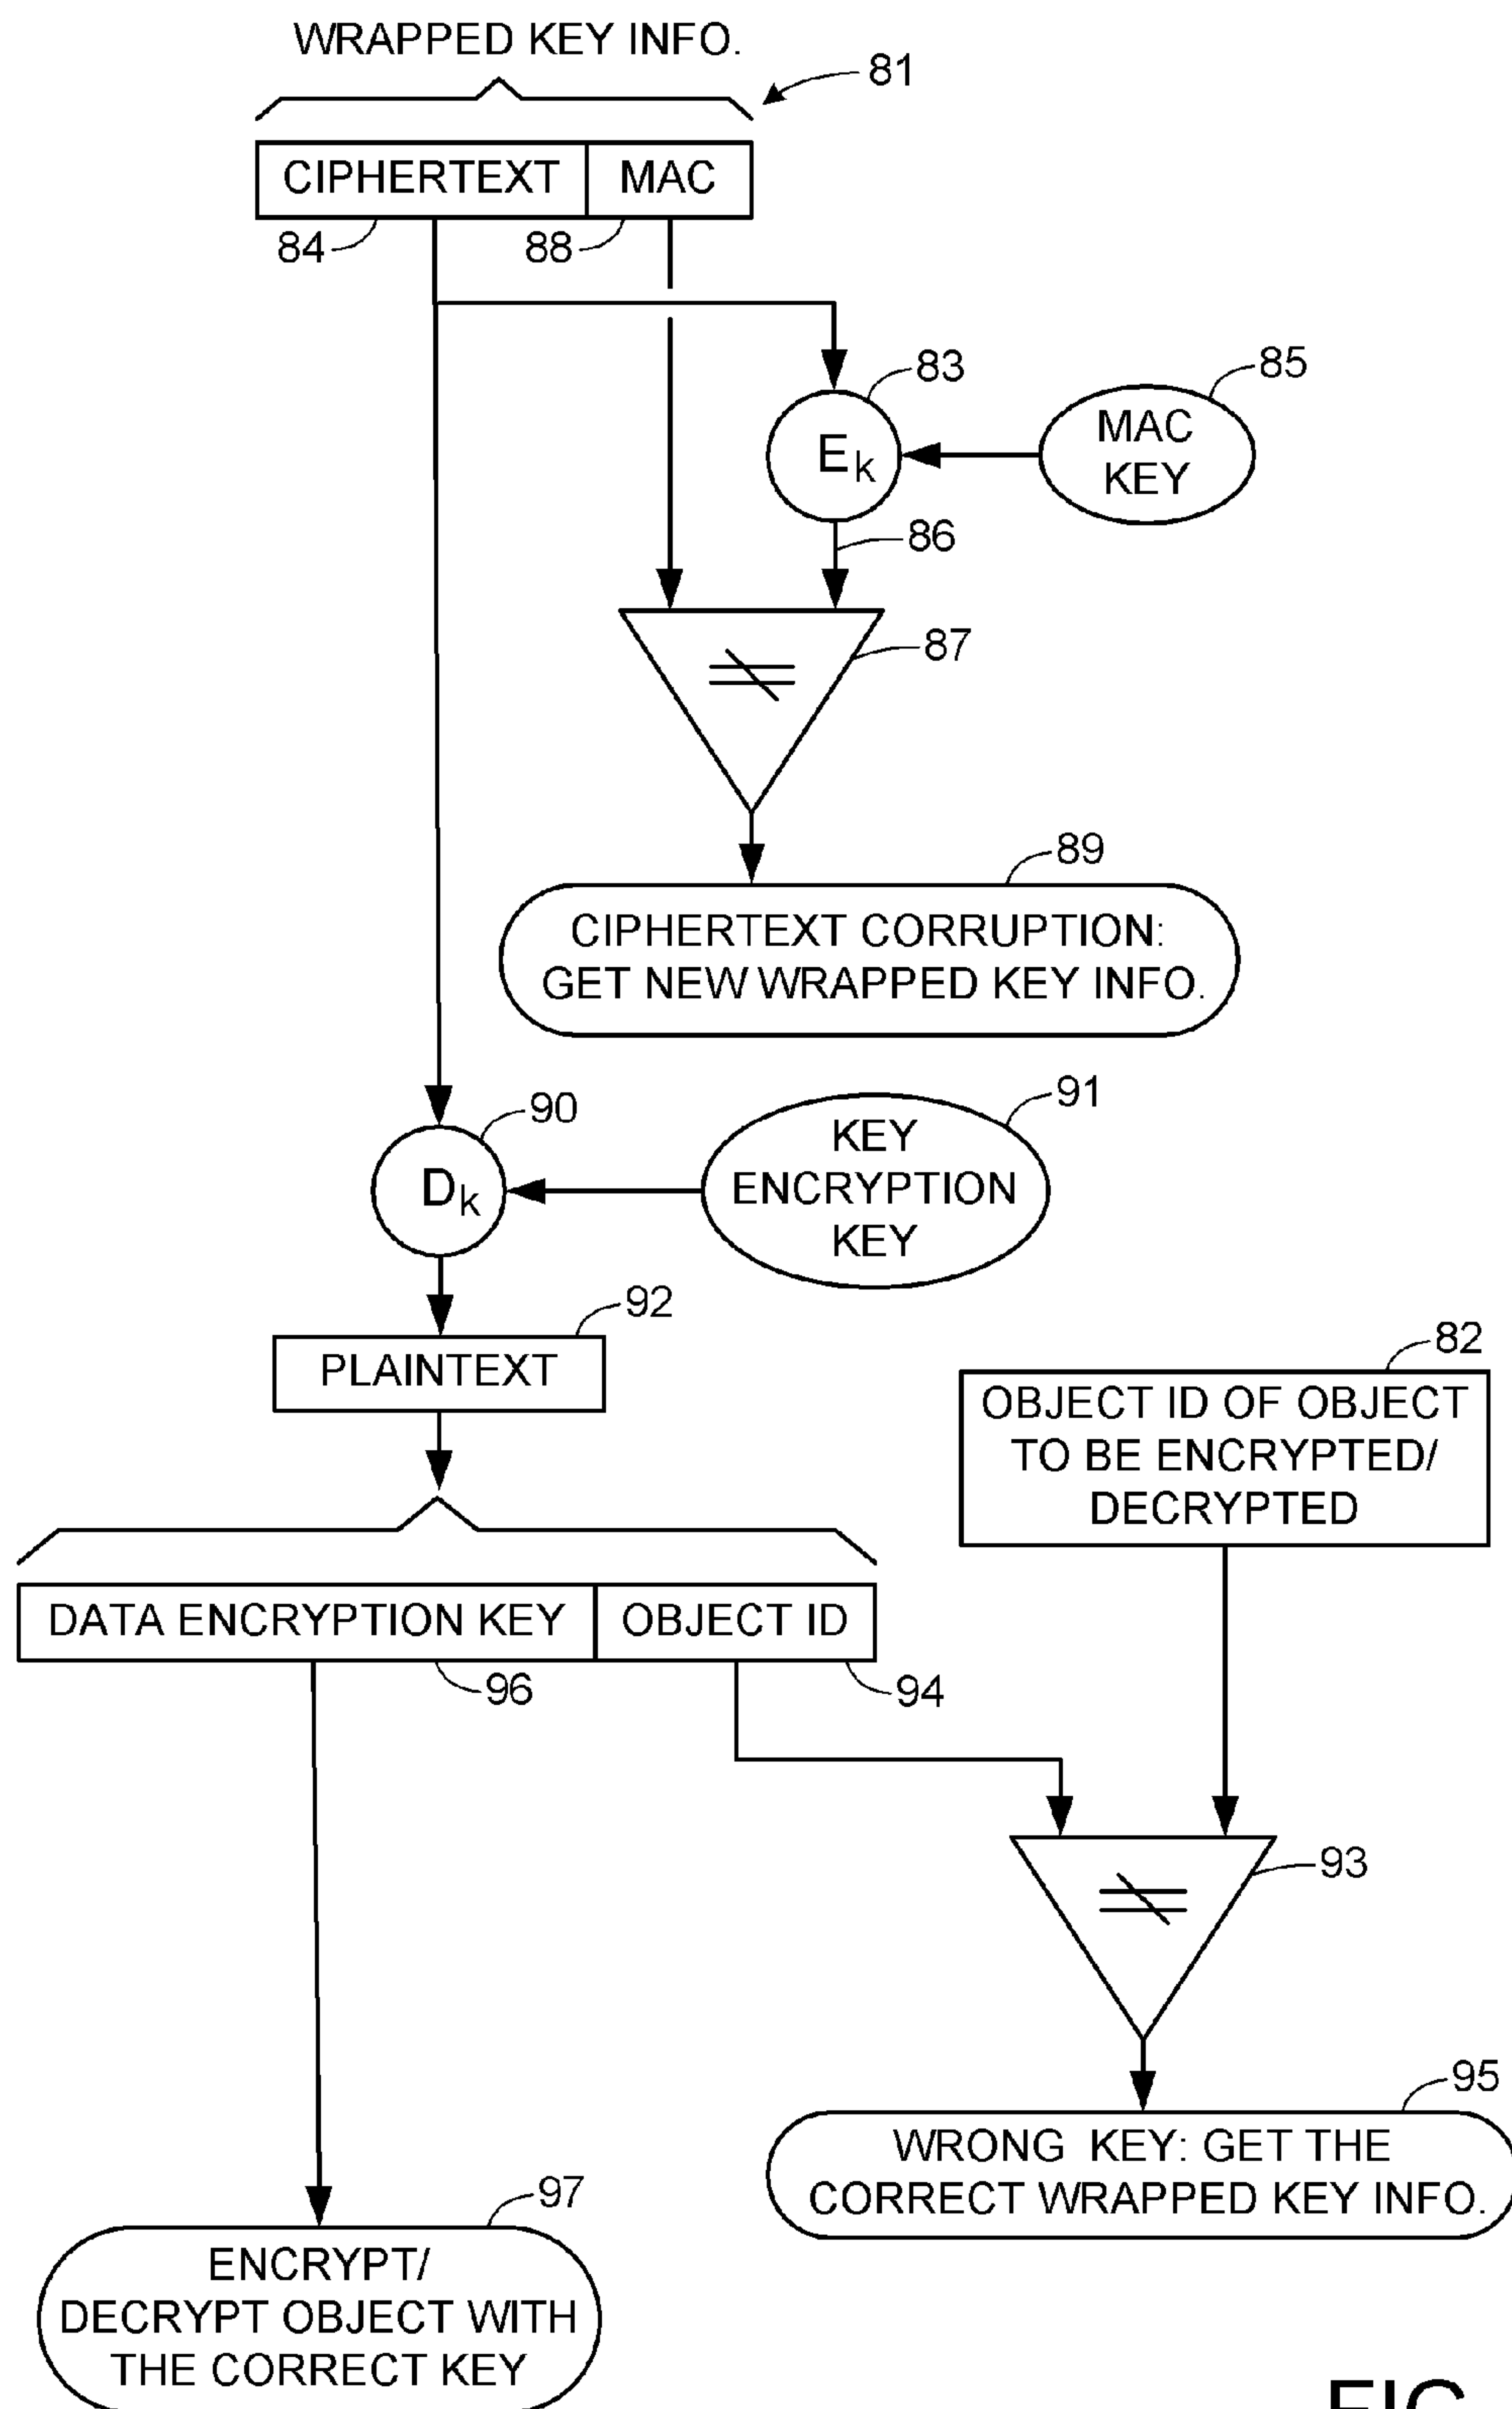 WRAPPED KEY INFO.
81
CIPHERTEXT MAC
84 88
83
85
Ek
MAC
KEY
86
87
≠
89
CIPHERTEXT CORRUPTION:
GET NEW WRAPPED KEY INFO.
90
91
Dk
KEY
ENCRYPTION
KEY
92
PLAINTEXT
82
OBJECT ID OF OBJECT
TO BE ENCRYPTED/
DECRYPTED
DATA ENCRYPTION KEY OBJECT ID
96 94
93
≠
95
WRONG KEY: GET THE
CORRECT WRAPPED KEY INFO.
97
ENCRYPT/
DECRYPT OBJECT WITH
THE CORRECT KEY